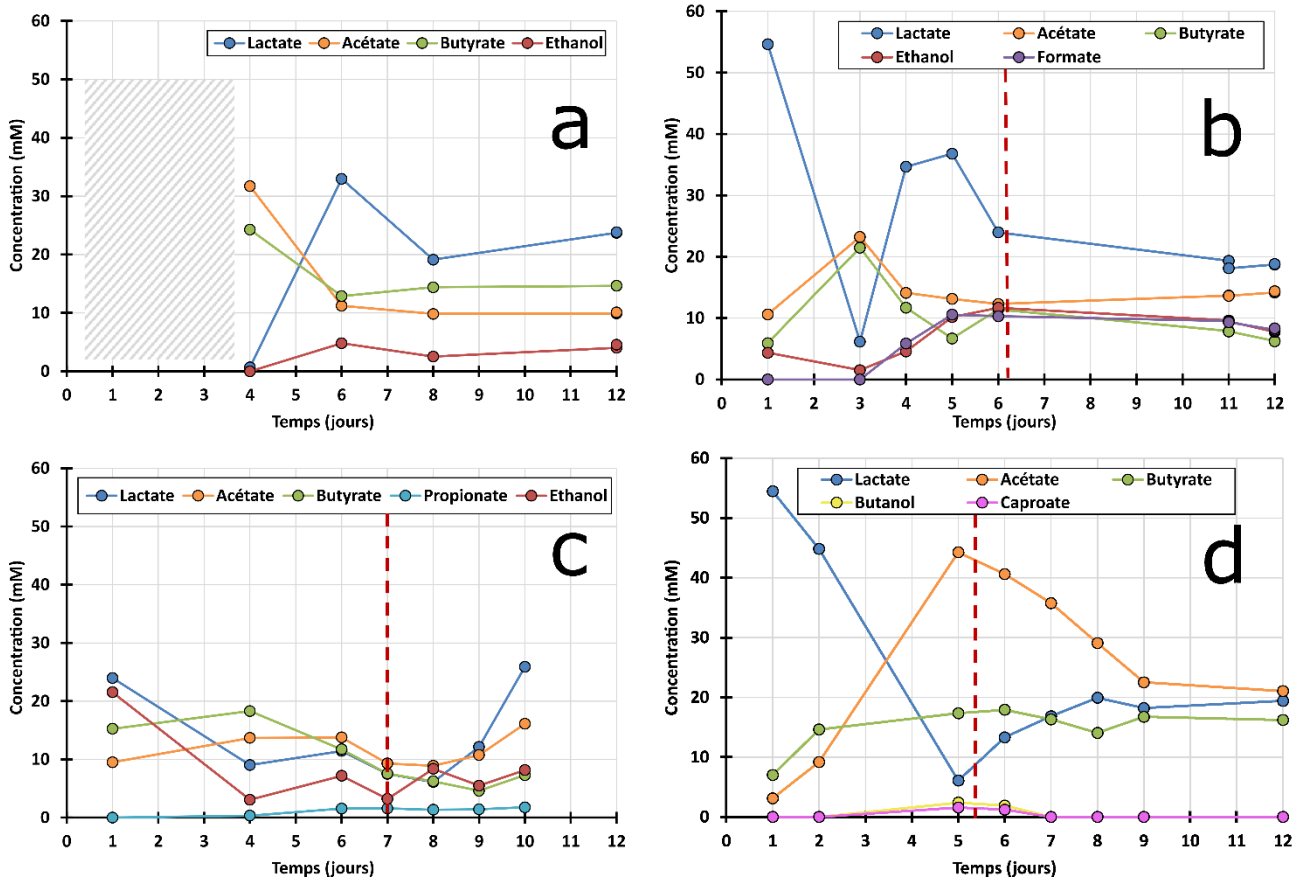 60
50
40
30
20
10
0
Concentration (mM)
Lactate Acétate Butyrate Ethanol
a
0 1 2 3 4 5 6 7 8 9 10 11 12
Temps (jours)
60
50
40
30
20
10
0
Concentration (mM)
Lactate Acétate Butyrate
Ethanol Formate
b
0 1 2 3 4 5 6 7 8 9 10 11 12
Temps (jours)
60
50
40
30
20
10
0
Concentration (mM)
Lactate Acétate Butyrate Propionate Ethanol
c
0 1 2 3 4 5 6 7 8 9 10 11 12
Temps (jours)
60
50
40
30
20
10
0
Concentration (mM)
Lactate Acétate Butyrate
Butanol Caproate
d
0 1 2 3 4 5 6 7 8 9 10 11 12
Temps (jours)